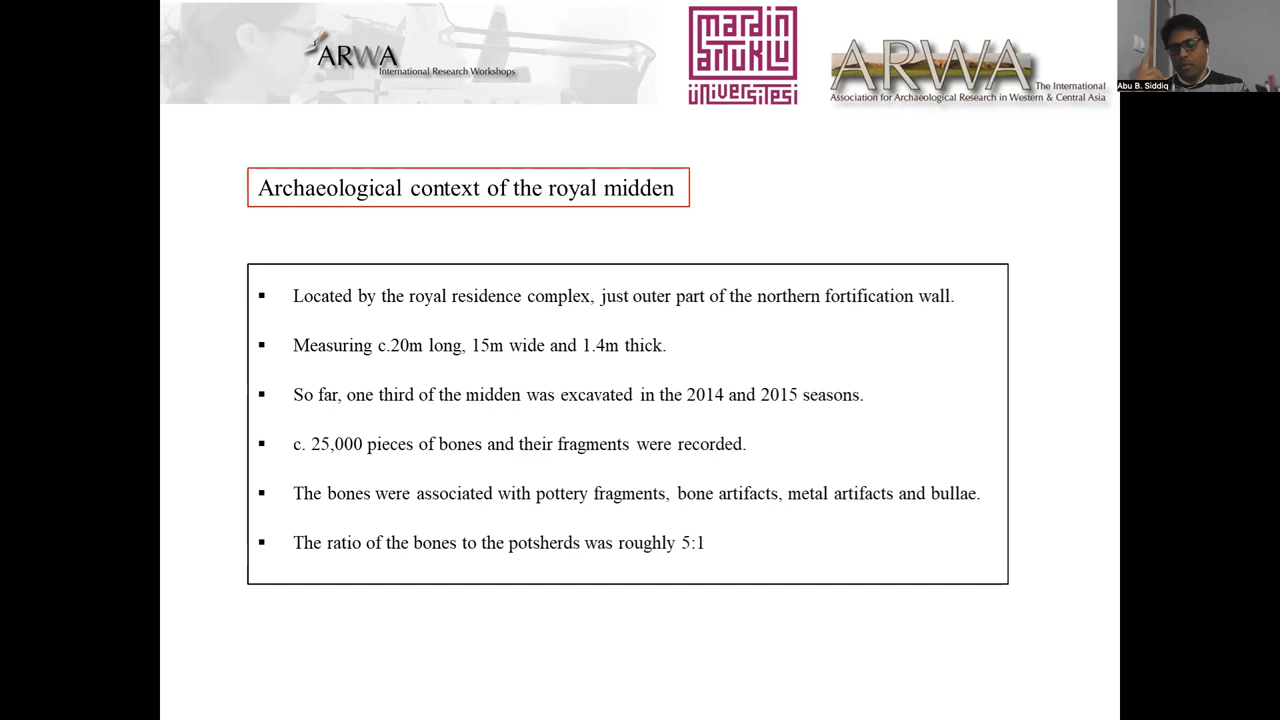 ARWA
International Research Workshops
mardin
artuklu
üniversitesi
ARWA
The International
Association for Archaeological Research in Western & Central Asia
Abu B. Siddiq
Archaeological context of the royal midden
▪ Located by the royal residence complex, just outer part of the northern fortification wall.
▪ Measuring c.20m long, 15m wide and 1.4m thick.
▪ So far, one third of the midden was excavated in the 2014 and 2015 seasons.
▪ c. 25,000 pieces of bones and their fragments were recorded.
▪ The bones were associated with pottery fragments, bone artifacts, metal artifacts and bullae.
▪ The ratio of the bones to the potsherds was roughly 5:1